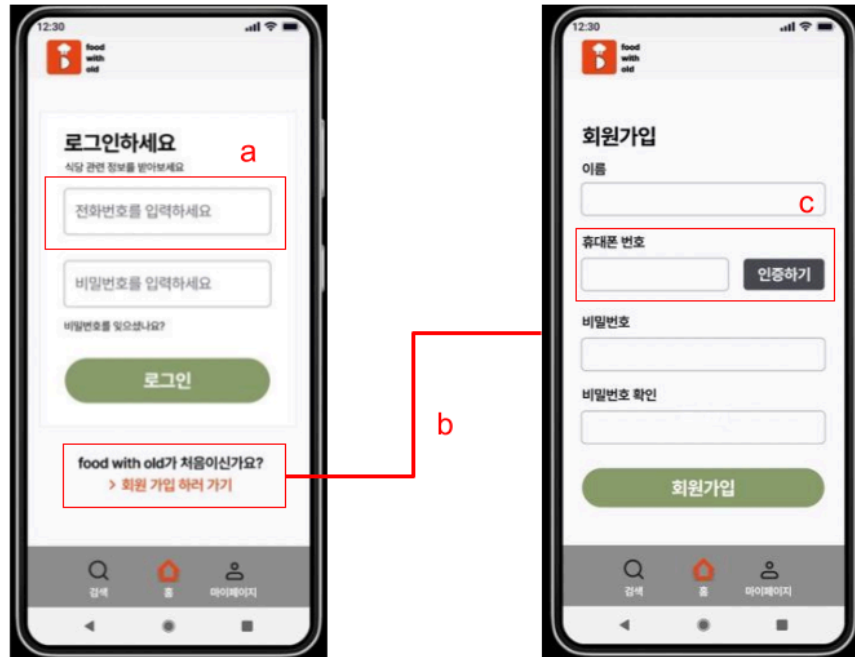 12:30
food
with
old
로그인하세요
식당 관련 정보를 받아보세요
a
전화번호를 입력하세요
비밀번호를 입력하세요
비밀번호를 잊으셨나요?
로그인
food with old가 처음이신가요?
> 회원 가입 하러 가기
검색
홈
마이페이지
b
12:30
food
with
old
회원가입
이름
c
휴대폰 번호
인증하기
비밀번호
비밀번호 확인
회원가입
검색
홈
마이페이지